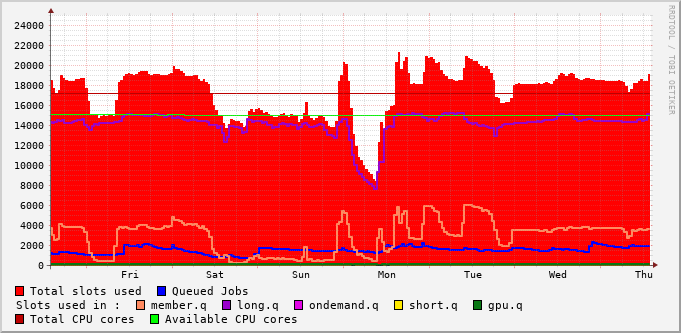 RRDTOOL / TOBI OETIKER
24000
22000
20000
18000
16000
14000
12000
10000
8000
6000
4000
2000
0
Fri Sat Sun Mon Tue Wed Thu
Total slots used Queued Jobs
Slots used in : member.q long.q ondemand.q short.q gpu.q
Total CPU cores Available CPU cores